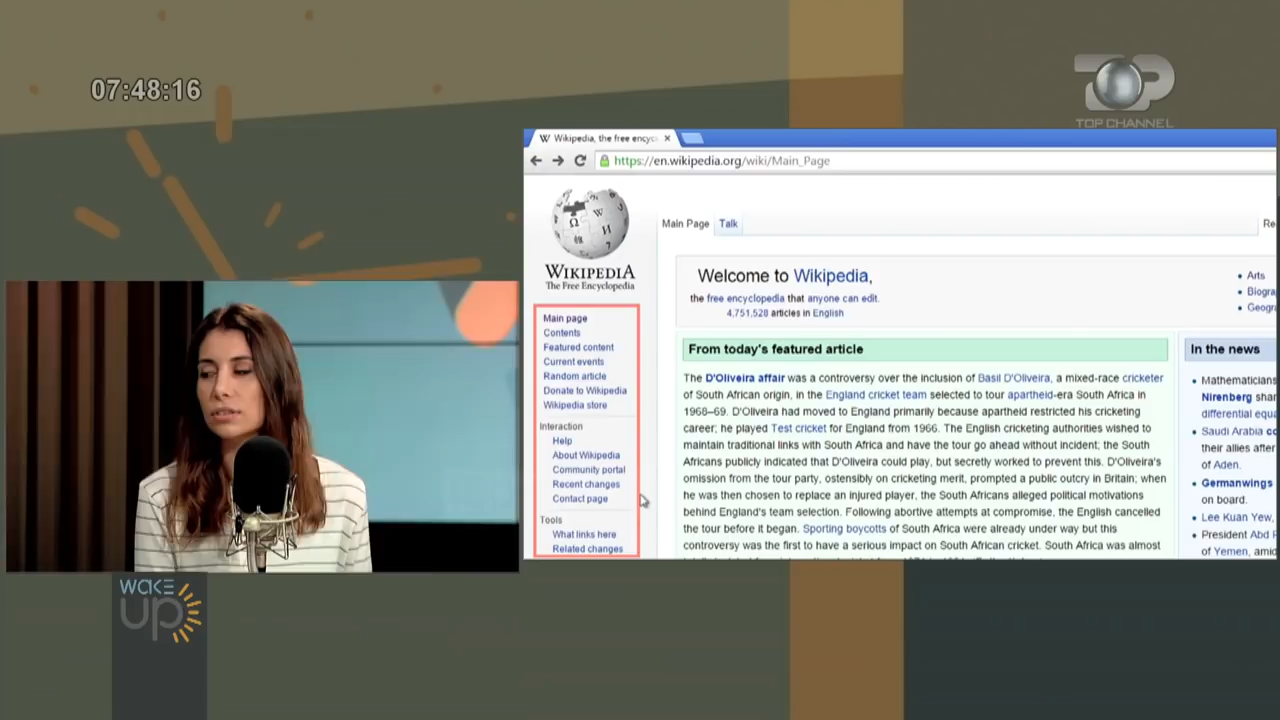 07:48:16
TOP CHANNEL
Wikipedia, the free encyc
https://en.wikipedia.org/wiki/Main_Page
WIKIPEDIA
The Free Encyclopedia
Main page
Contents
Featured content
Current events
Random article
Donate to Wikipedia
Wikipedia store
Interaction
Help
About Wikipedia
Community portal
Recent changes
Contact page
Tools
What links here
Related changes
Main Page Talk
Re
Welcome to Wikipedia,
the free encyclopedia that anyone can edit.
4,751,528 articles in English
Arts
Biogra
Geogra
From today's featured article
The D'Oliveira affair was a controversy over the inclusion of Basil D'Oliveira, a mixed-race cricketer
of South African origin, in the England cricket team selected to tour apartheid-era South Africa in
1968–69. D'Oliveira had moved to England primarily because apartheid restricted his cricketing
career; he played Test cricket for England from 1966. The English cricketing authorities wished to
maintain traditional links with South Africa and have the tour go ahead without incident; the South
Africans publicly indicated that D'Oliveira could play, but secretly worked to prevent this. D'Oliveira's
omission from the tour party, ostensibly on cricketing merit, prompted a public outcry in Britain; when
he was then chosen to replace an injured player, the South Africans alleged political motivations
behind England's team selection. Following abortive attempts at compromise, the English cancelled
the tour before it began. Sporting boycotts of South Africa were already under way but this
controversy was the first to have a serious impact on South African cricket. South Africa was almost
In the news
Mathematicians
Nirenberg shar
differential equa
Saudi Arabia co
their allies after
of Aden.
Germanwings
on board.
Lee Kuan Yew,
President Abd R
of Yemen, amid
wake
up